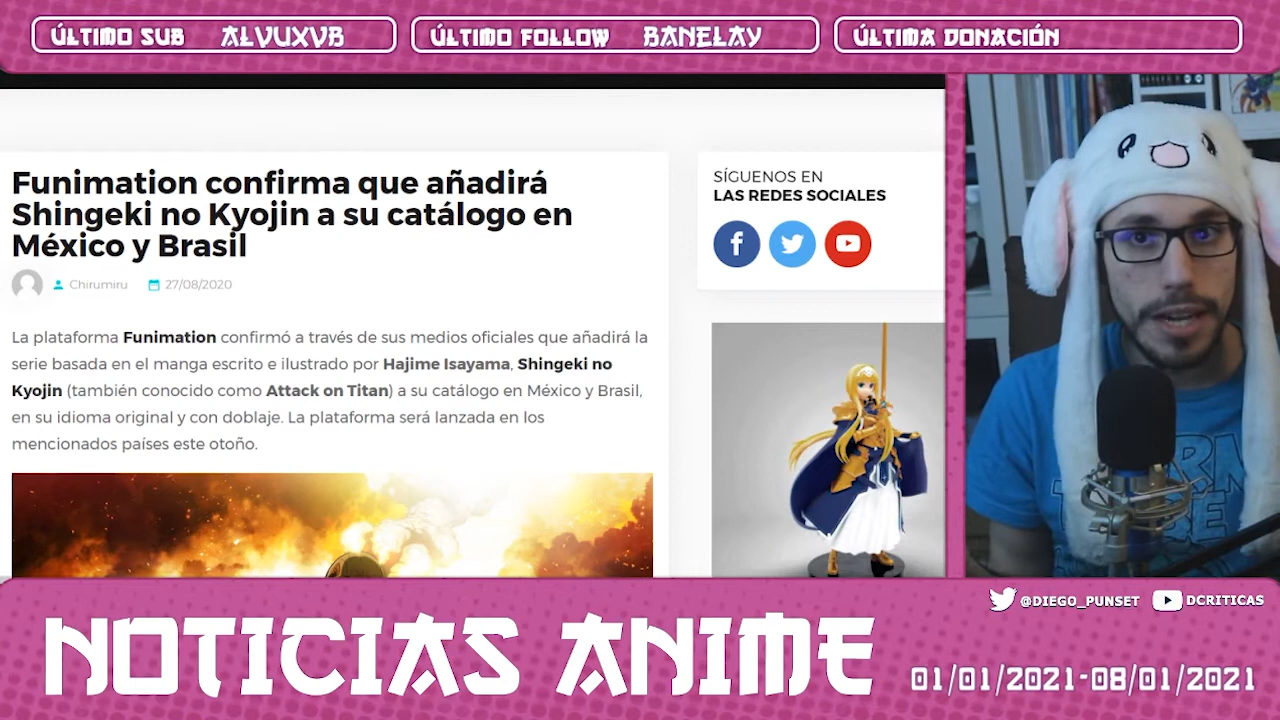 ÚLTIMO SUB ALVUXVB ÚLTIMO FOLLOW BANELAY ÚLTIMA DONACIÓN
Funimation confirma que añadirá
Shingeki no Kyojin a su catálogo en
México y Brasil
Chirumiru 27/08/2020
La plataforma Funimation confirmó a través de sus medios oficiales que añadirá la
serie basada en el manga escrito e ilustrado por Hajime Isayama, Shingeki no
Kyojin (también conocido como Attack on Titan) a su catálogo en México y Brasil,
en su idioma original y con doblaje. La plataforma será lanzada en los
mencionados países este otoño.
SÍGUENOS EN
LAS REDES SOCIALES
@DIEGO_PUNSET DCRITICAS
NOTICIAS ANIME
01/01/2021-08/01/2021